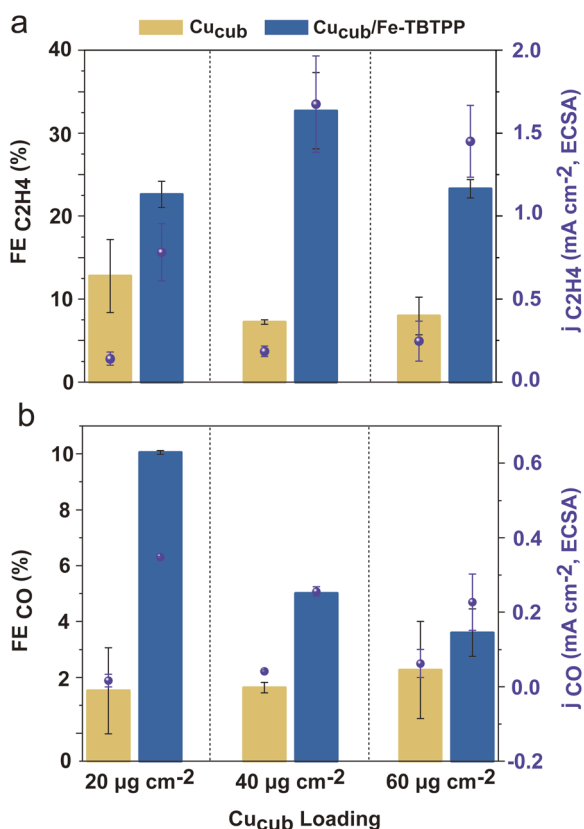 a
Cucub Cucub/Fe-TBTPP
FE C2H4 (%)
40
30
20
10
0
2.0
1.5
1.0
0.5
0.0
j C2H4 (mA cm-2, ECSA)
b
FE CO (%)
10
8
6
4
2
0
0.6
0.4
0.2
0.0
-0.2
j CO (mA cm-2, ECSA)
20 µg cm-2 40 µg cm-2 60 µg cm-2
Cucub Loading